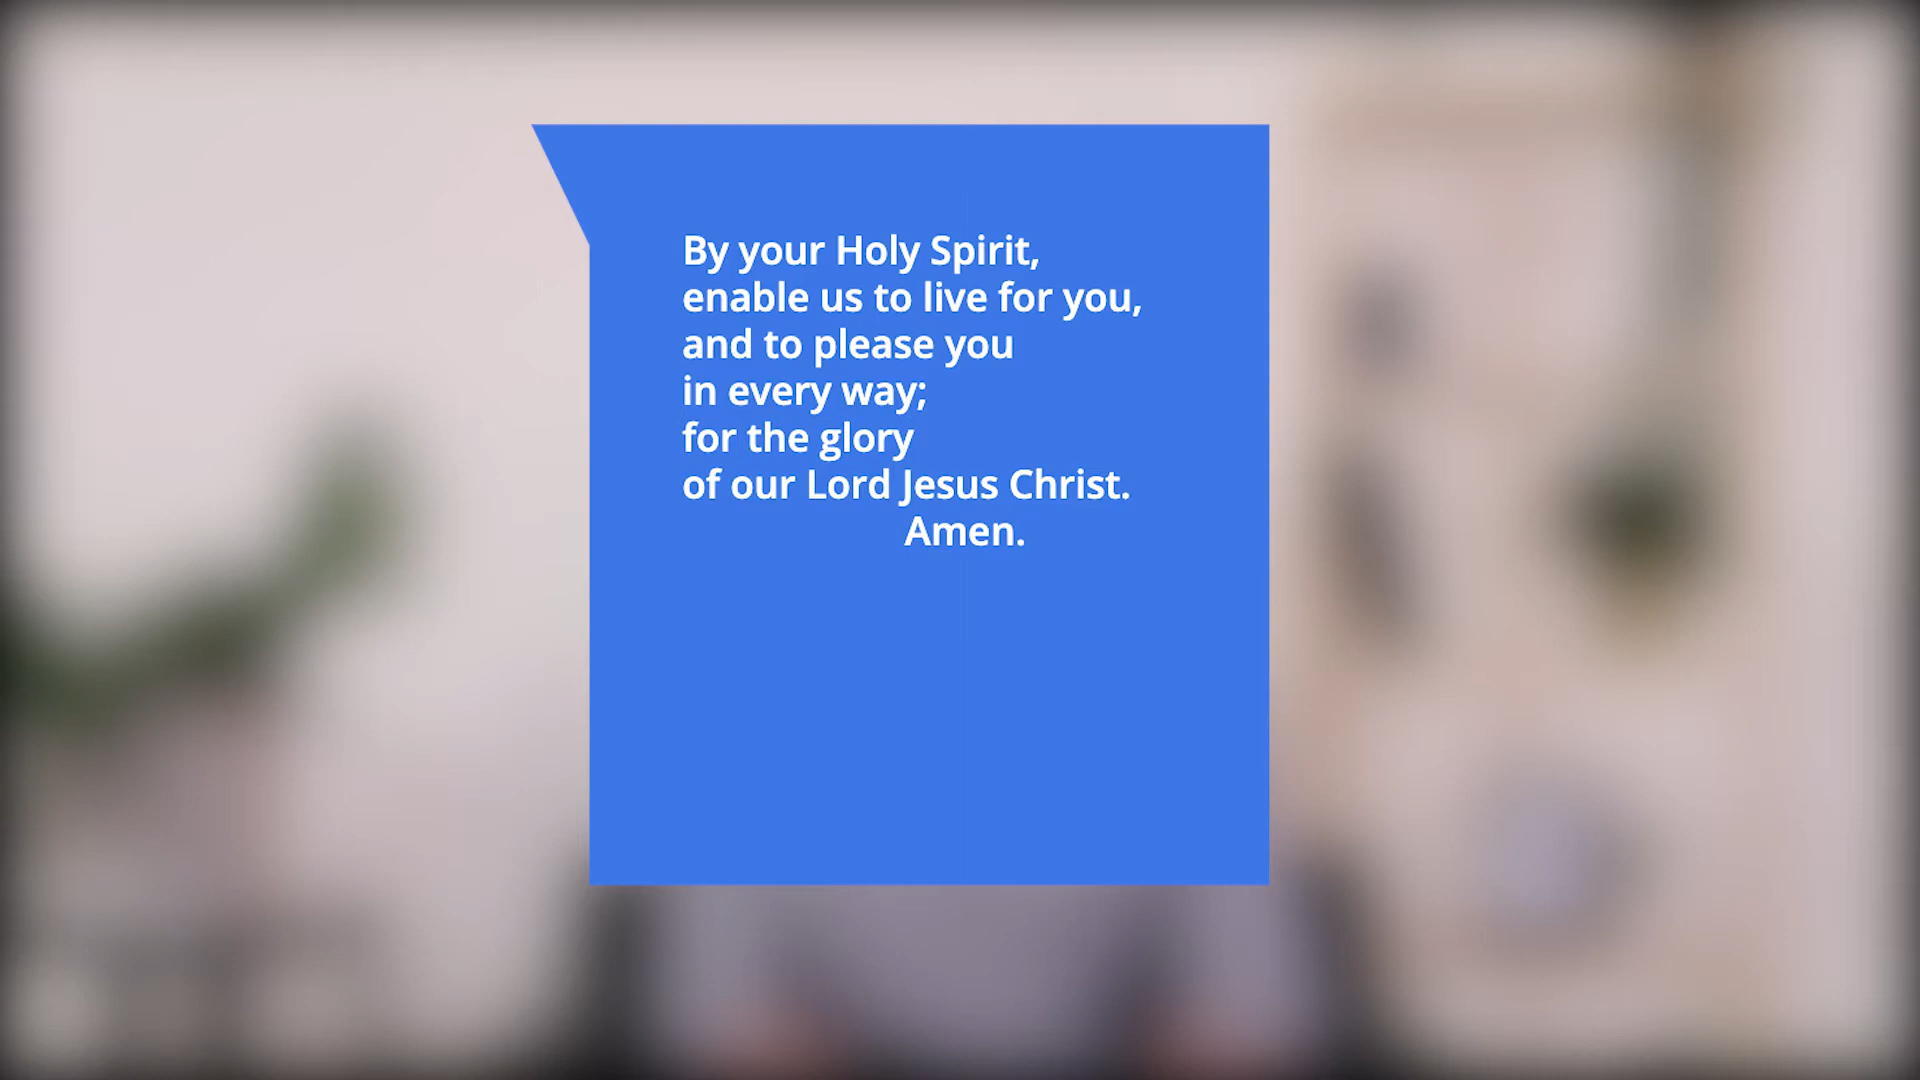 By your Holy Spirit,
enable us to live for you,
and to please you
in every way;
for the glory
of our Lord Jesus Christ.
Amen.